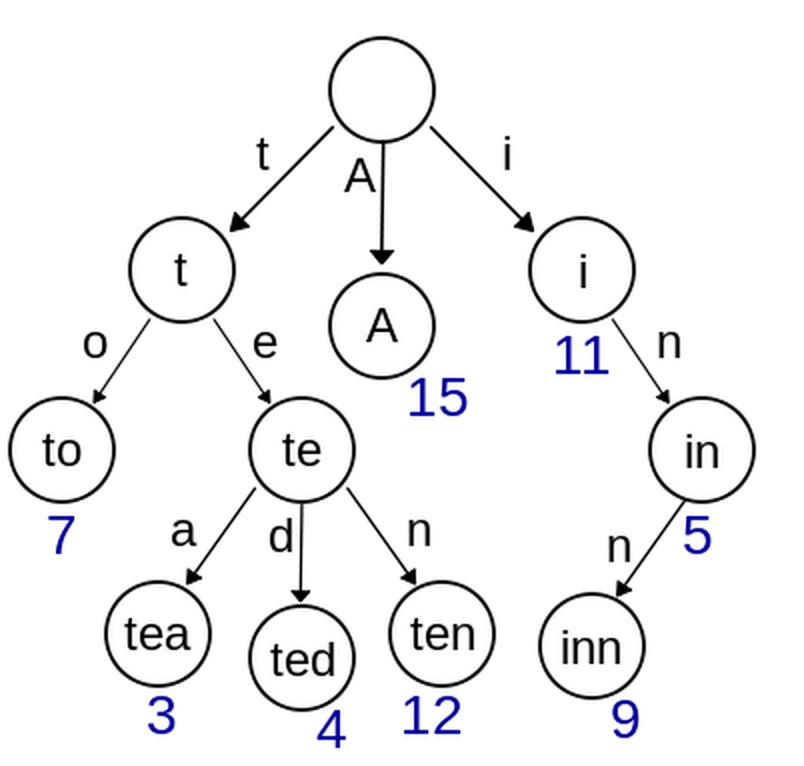 t A i
t A i
15 11
o e n
to te in
7 5
a d n n
tea ted ten inn
3 4 12 9